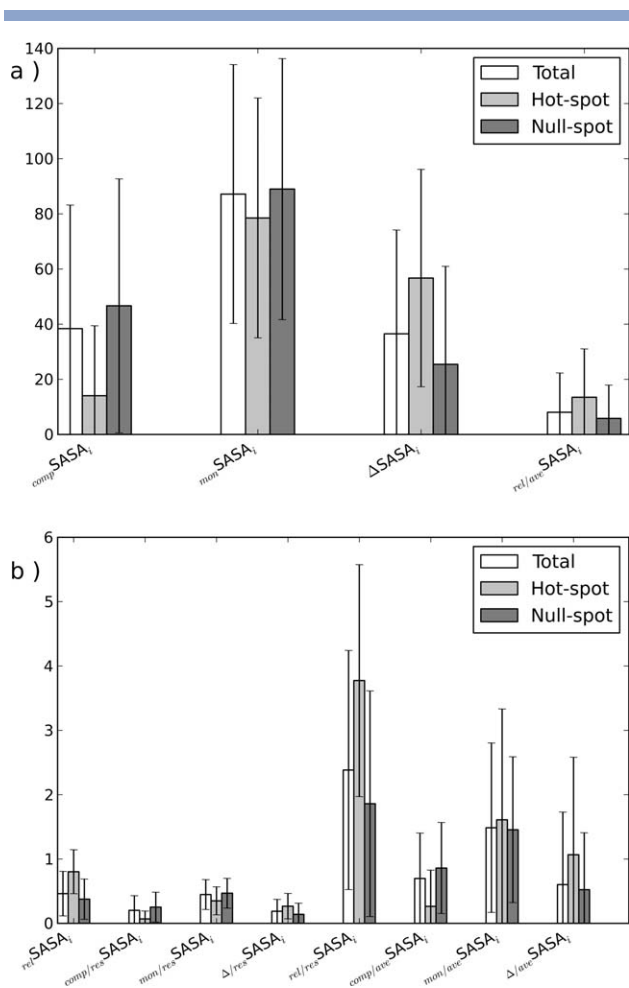 a )
140
120
100
80
60
40
20
0
Total
Hot-spot
Null-spot
compSASAi
monSASAi
ΔSASAi
rel/aveSASAi
b )
6
5
4
3
2
1
0
Total
Hot-spot
Null-spot
relSASAi
comp/resSASAi
mon/resSASAi
Δ/resSASAi
rel/resSASAi
comp/aveSASAi
mon/aveSASAi
Δ/aveSASAi